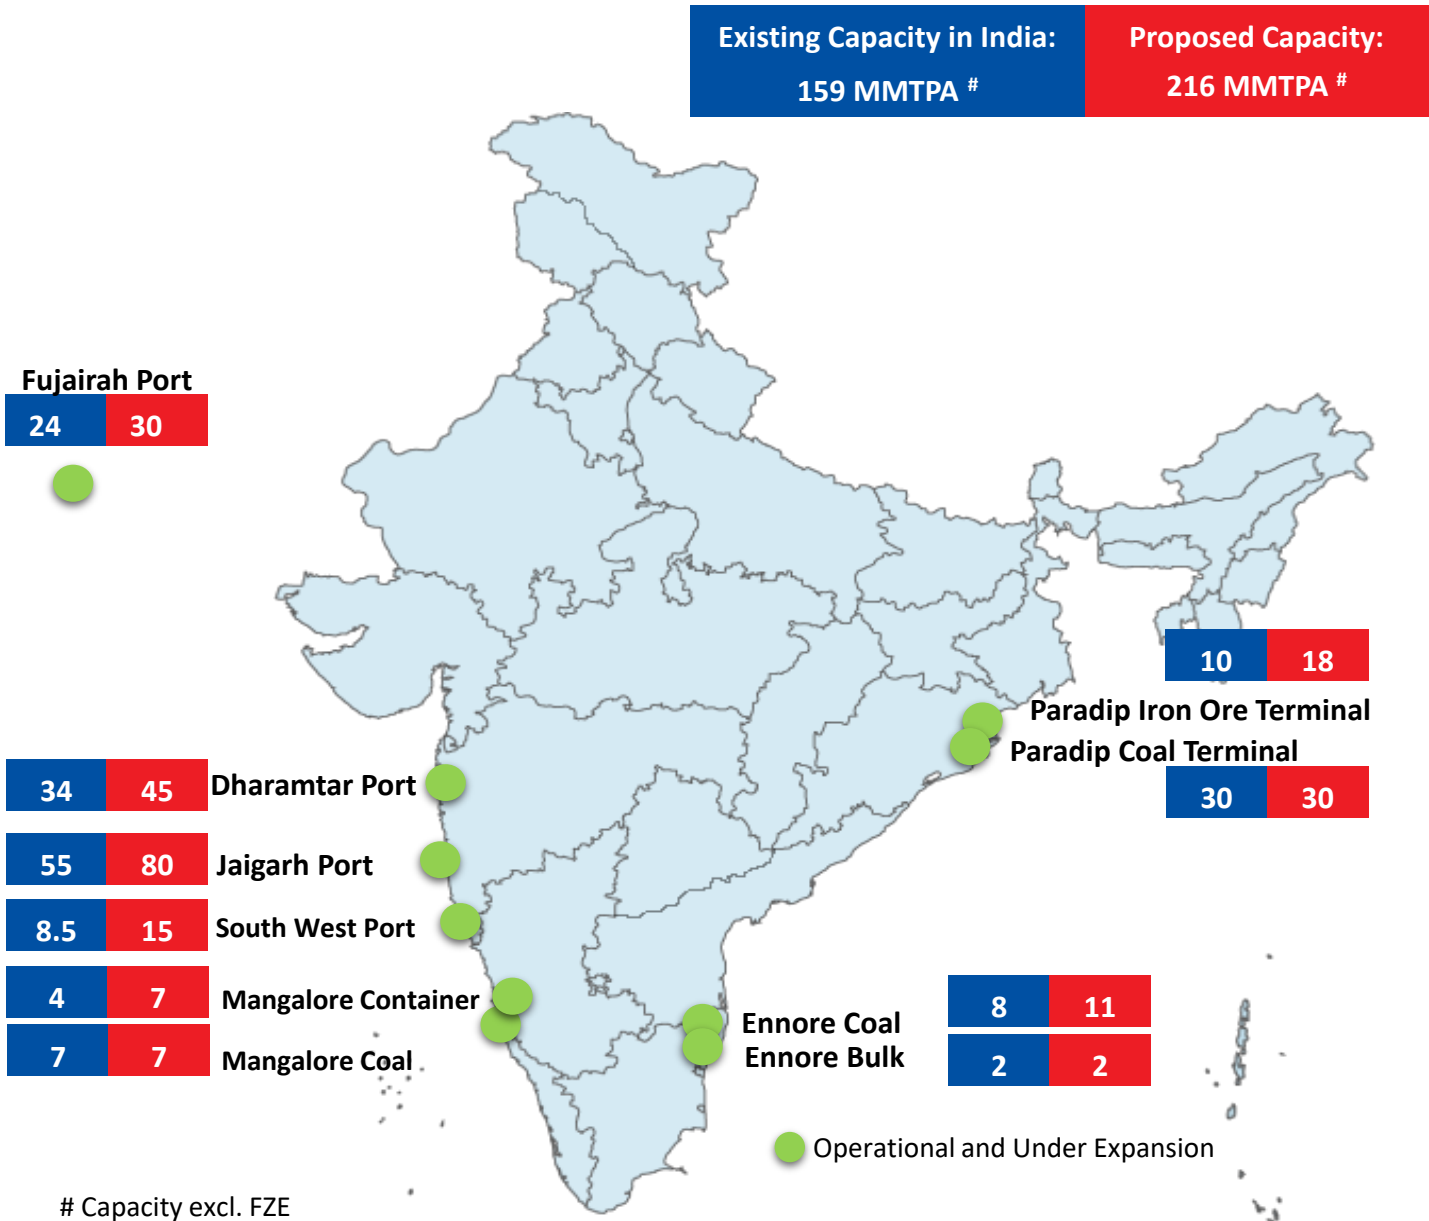 Existing Capacity in India:
159 MMTPA #
Proposed Capacity:
216 MMTPA #
Fujairah Port
24 30
10 18
Paradip Iron Ore Terminal
Paradip Coal Terminal
30 30
34 45 Dharamtar Port
55 80 Jaigarh Port
8.5 15 South West Port
4 7 Mangalore Container
7 7 Mangalore Coal
Ennore Coal 8 11
Ennore Bulk 2 2
Operational and Under Expansion
# Capacity excl. FZE